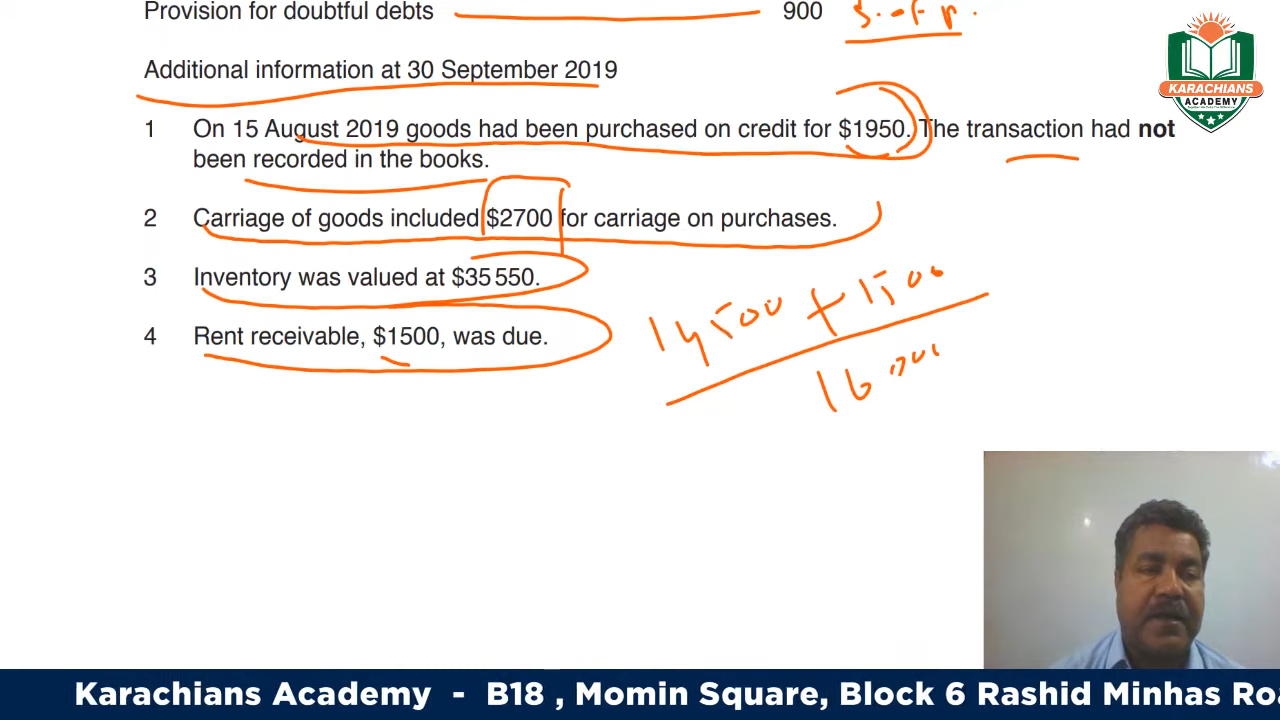 Provision for doubtful debts 900 S. of p.
Additional information at 30 September 2019
1 On 15 August 2019 goods had been purchased on credit for $1950. The transaction had not
been recorded in the books.
2 Carriage of goods included $2700 for carriage on purchases.
3 Inventory was valued at $35 550.
4 Rent receivable, $1500, was due.
14500 + 1500
16000
KARACHIANS
ACADEMY
Karachians Academy - B18 , Momin Square, Block 6 Rashid Minhas Roa